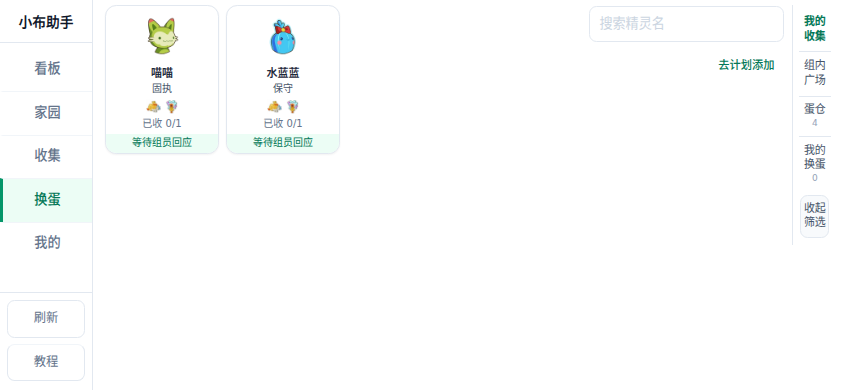 小布助手
看板
家园
收集
换蛋
我的
刷新
教程
喵喵
固执
已收 0/1
等待组员回应
水蓝蓝
保守
已收 0/1
等待组员回应
搜索精灵名
去计划添加
我的
收集
组内
广场
蛋仓
4
我的
换蛋
0
收起
筛选